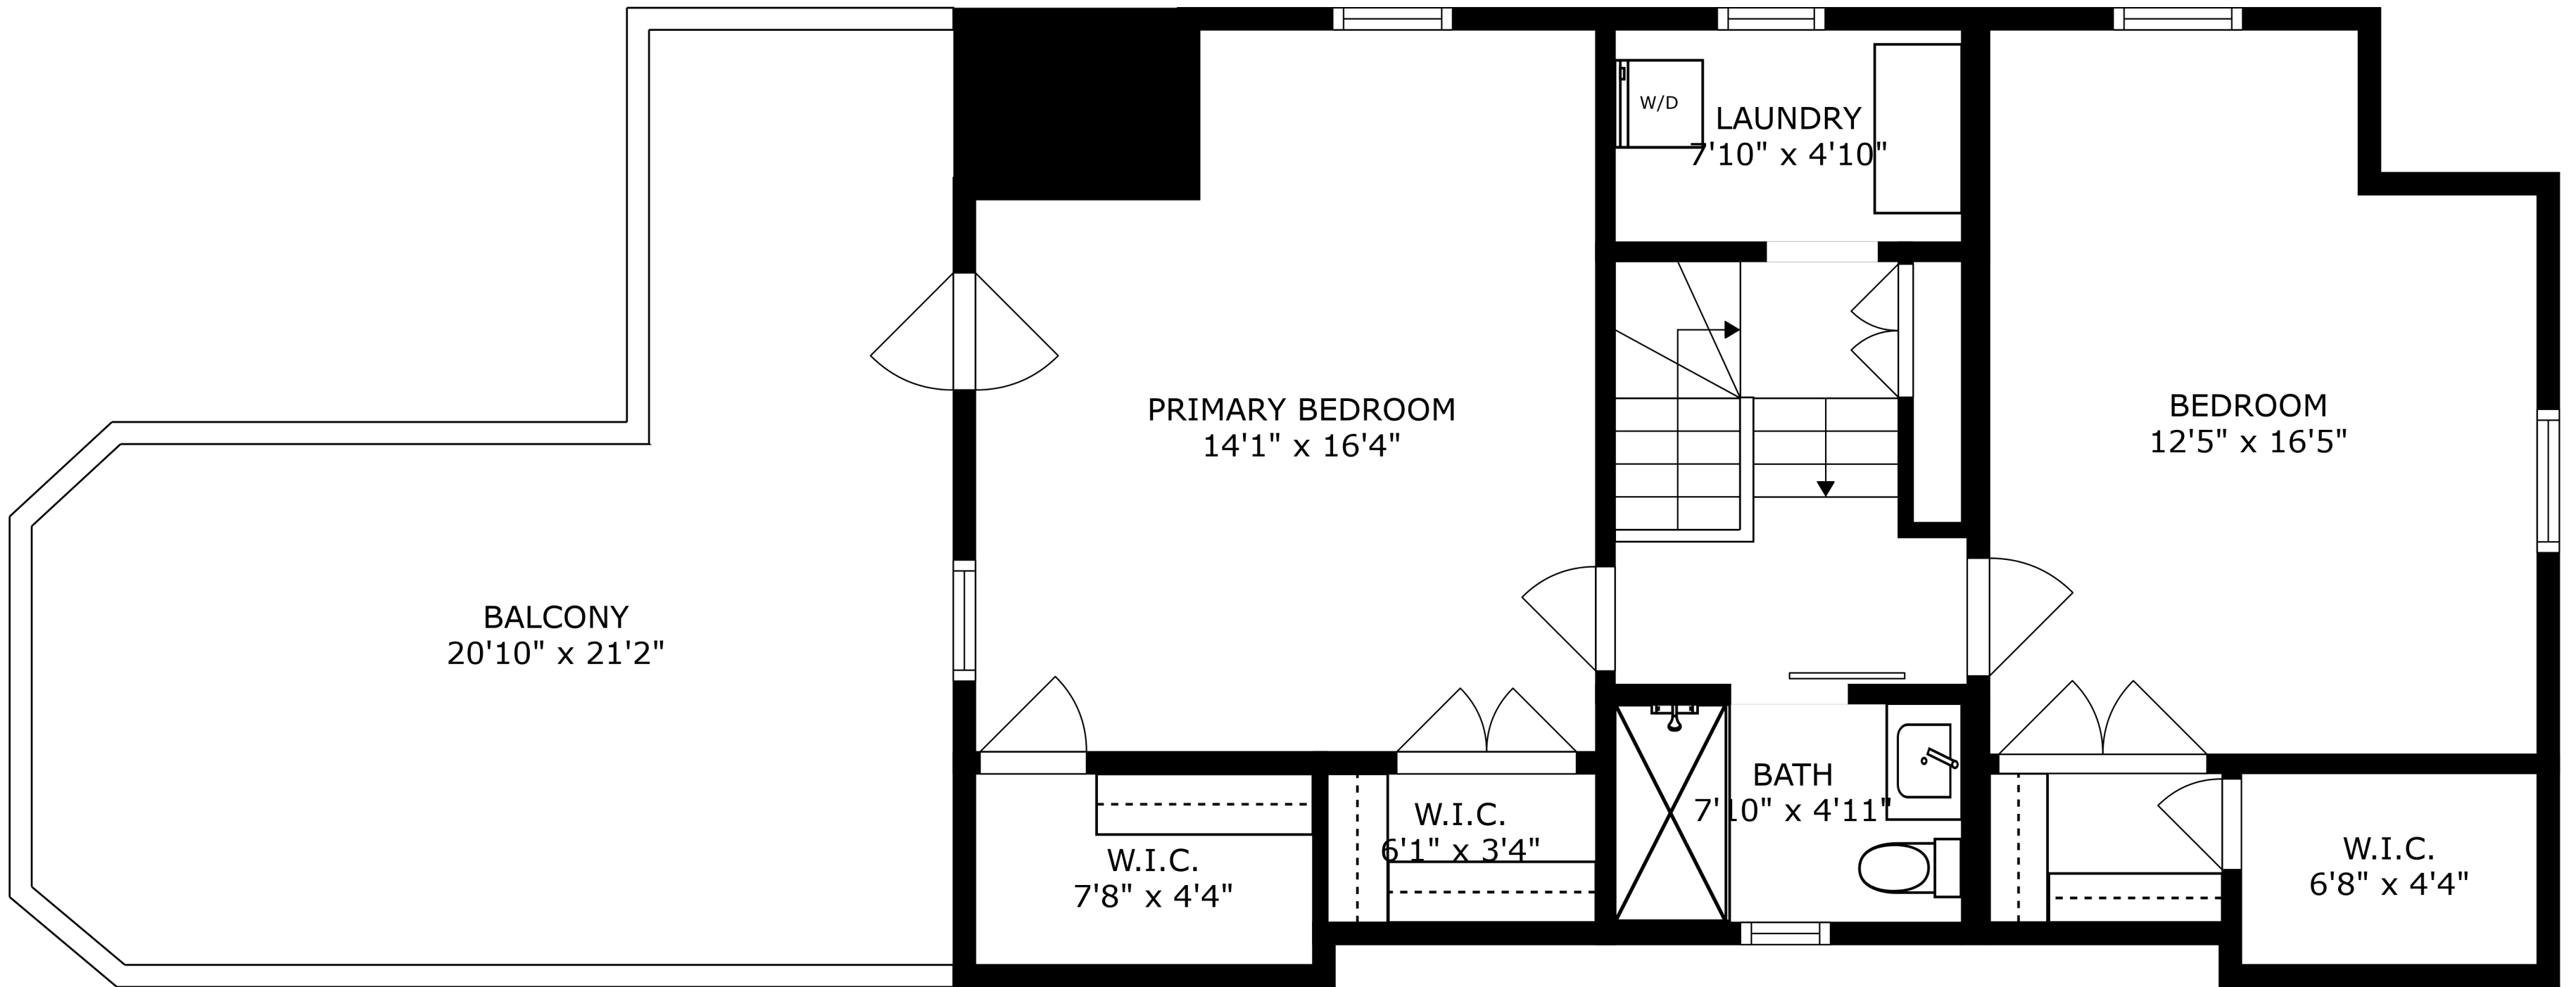 W/D
LAUNDRY
7'10" x 4'10"
PRIMARY BEDROOM
14'1" x 16'4"
BEDROOM
12'5" x 16'5"
BALCONY
20'10" x 21'2"
W.I.C.
7'8" x 4'4"
W.I.C.
6'1" x 3'4"
BATH
7'10" x 4'11"
W.I.C.
6'8" x 4'4"